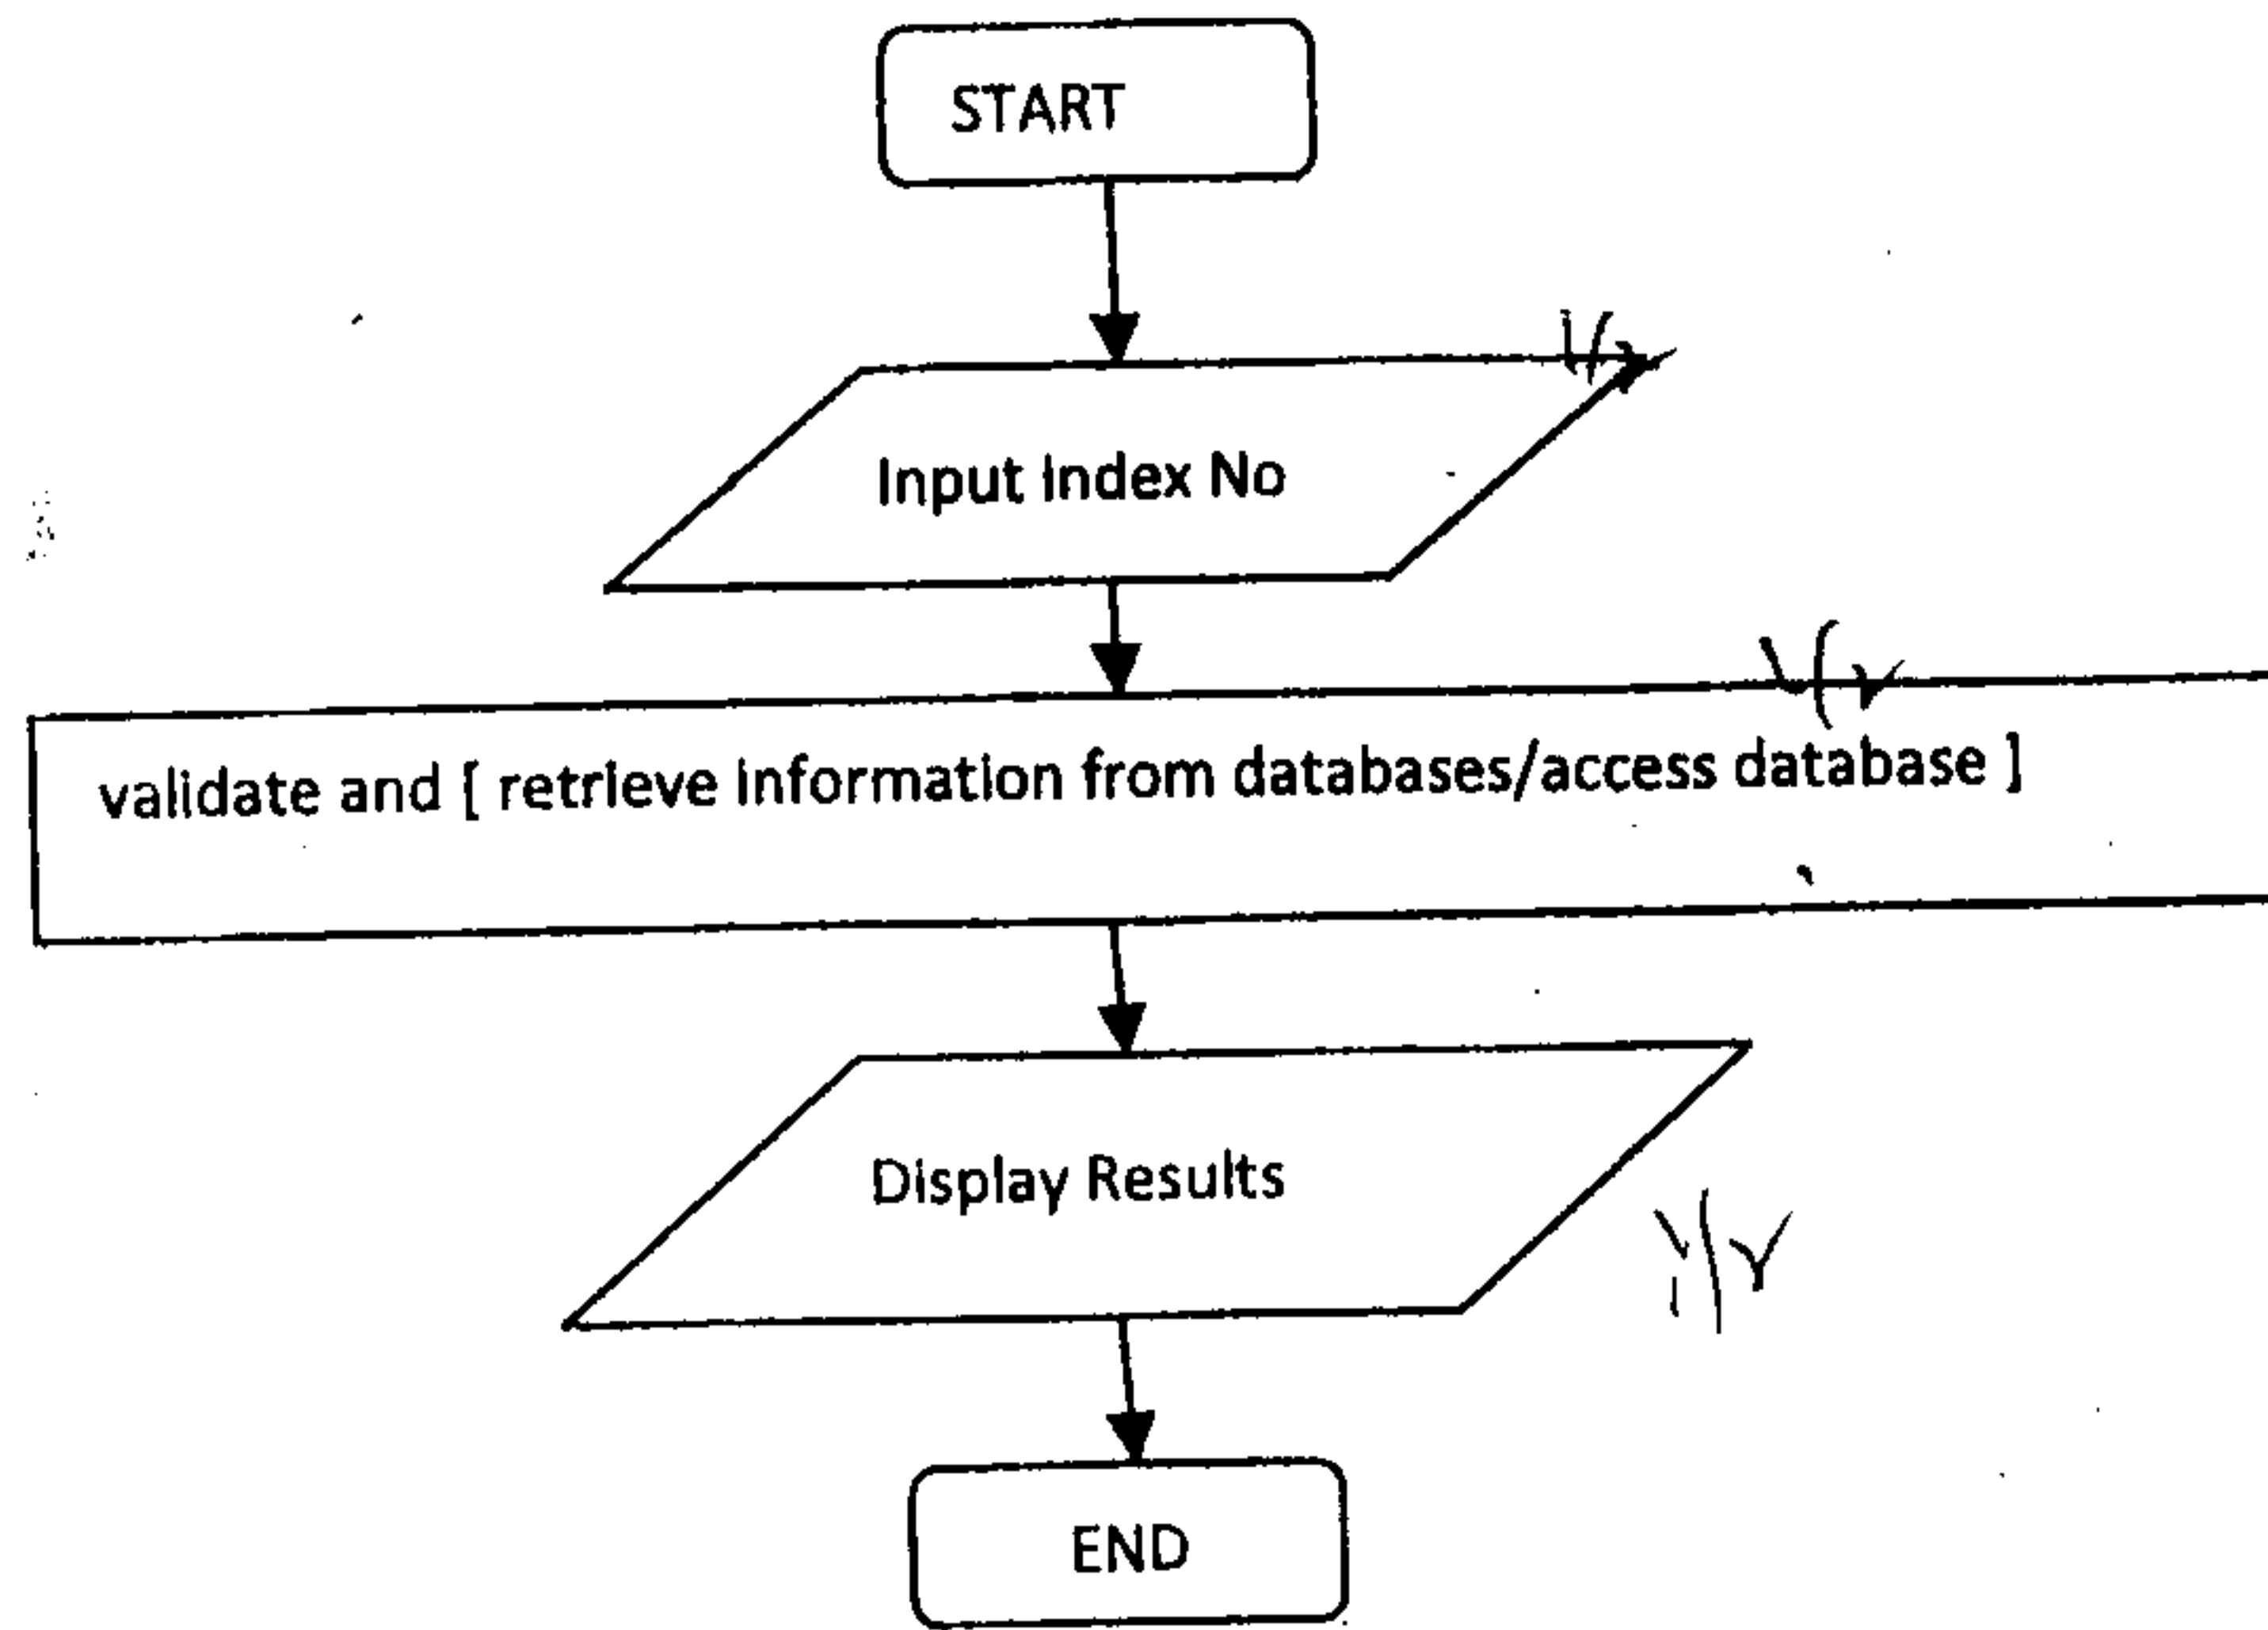 START
Input Index No
validate and [ retrieve Information from databases/access database ]
Display Results
END